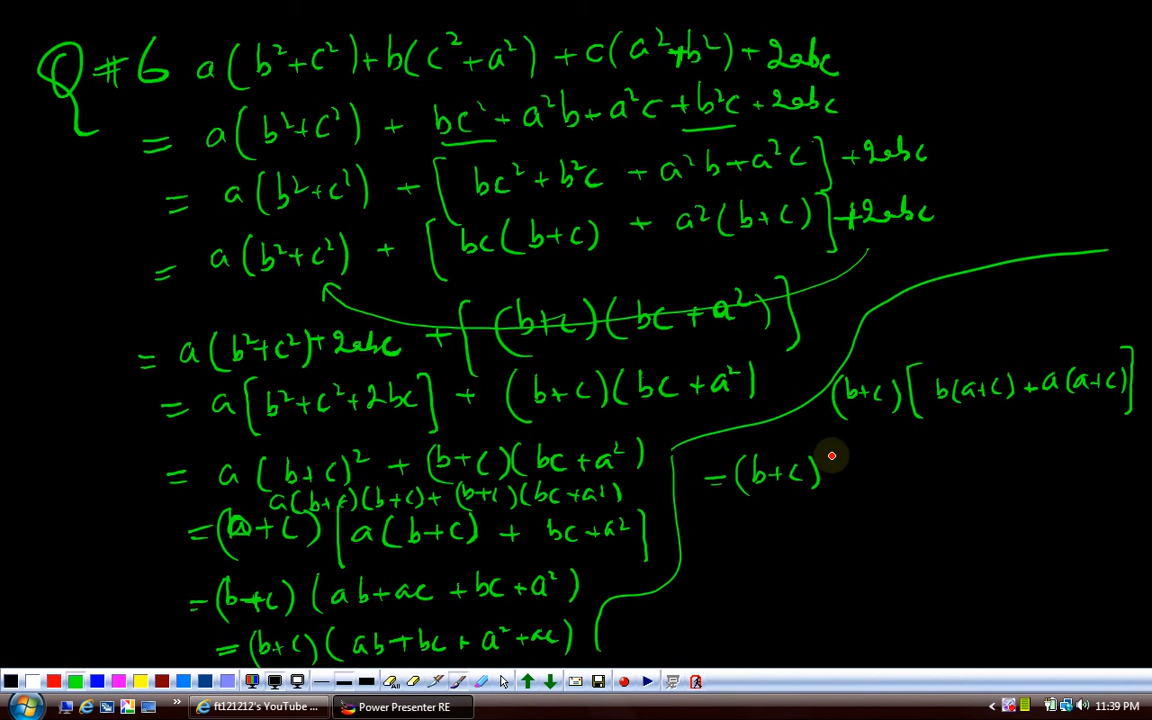 Q#6 a(b²+c²)+b(c²+a²)+c(a²+b²)+2abc
= a(b²+c²) + bc²+a²b+a²c+b²c+2abc
= a(b²+c²) + [bc²+b²c+a²b+a²c]+2abc
= a(b²+c²) + [bc(b+c) + a²(b+c)]+2abc
= a(b²+c²)+2abc + [(b+c)(bc+a²)]
= a[b²+c²+2bc] + (b+c)(bc+a²)
= a(b+c)² + (b+c)(bc+a²)
a(b+c)(b+c)+(b+c)(bc+a²)
=(b+c)[a(b+c) + bc+a²]
=(b+c)(ab+ac+bc+a²)
=(b+c)(ab+bc+a²+ac)
(b+c)[b(a+c)+a(a+c)]
=(b+c)
ft121212's YouTube ...
Power Presenter RE
11:39 PM